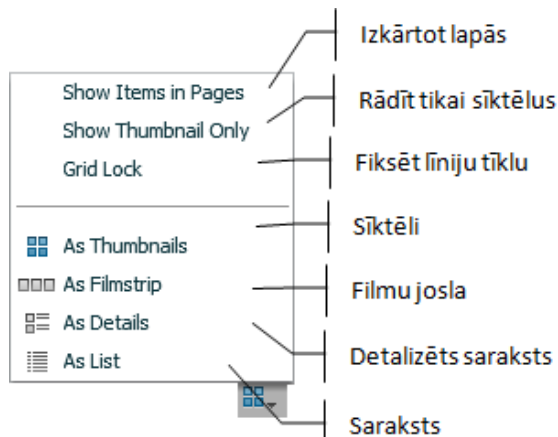 Show Items in Pages
Show Thumbnail Only
Grid Lock
As Thumbnails
As Filmstrip
As Details
As List
Izkārtot lapās
Rādīt tikai sīktēlus
Fiksēt līniju tīklu
Sīktēli
Filmu josla
Detalizēts saraksts
Saraksts